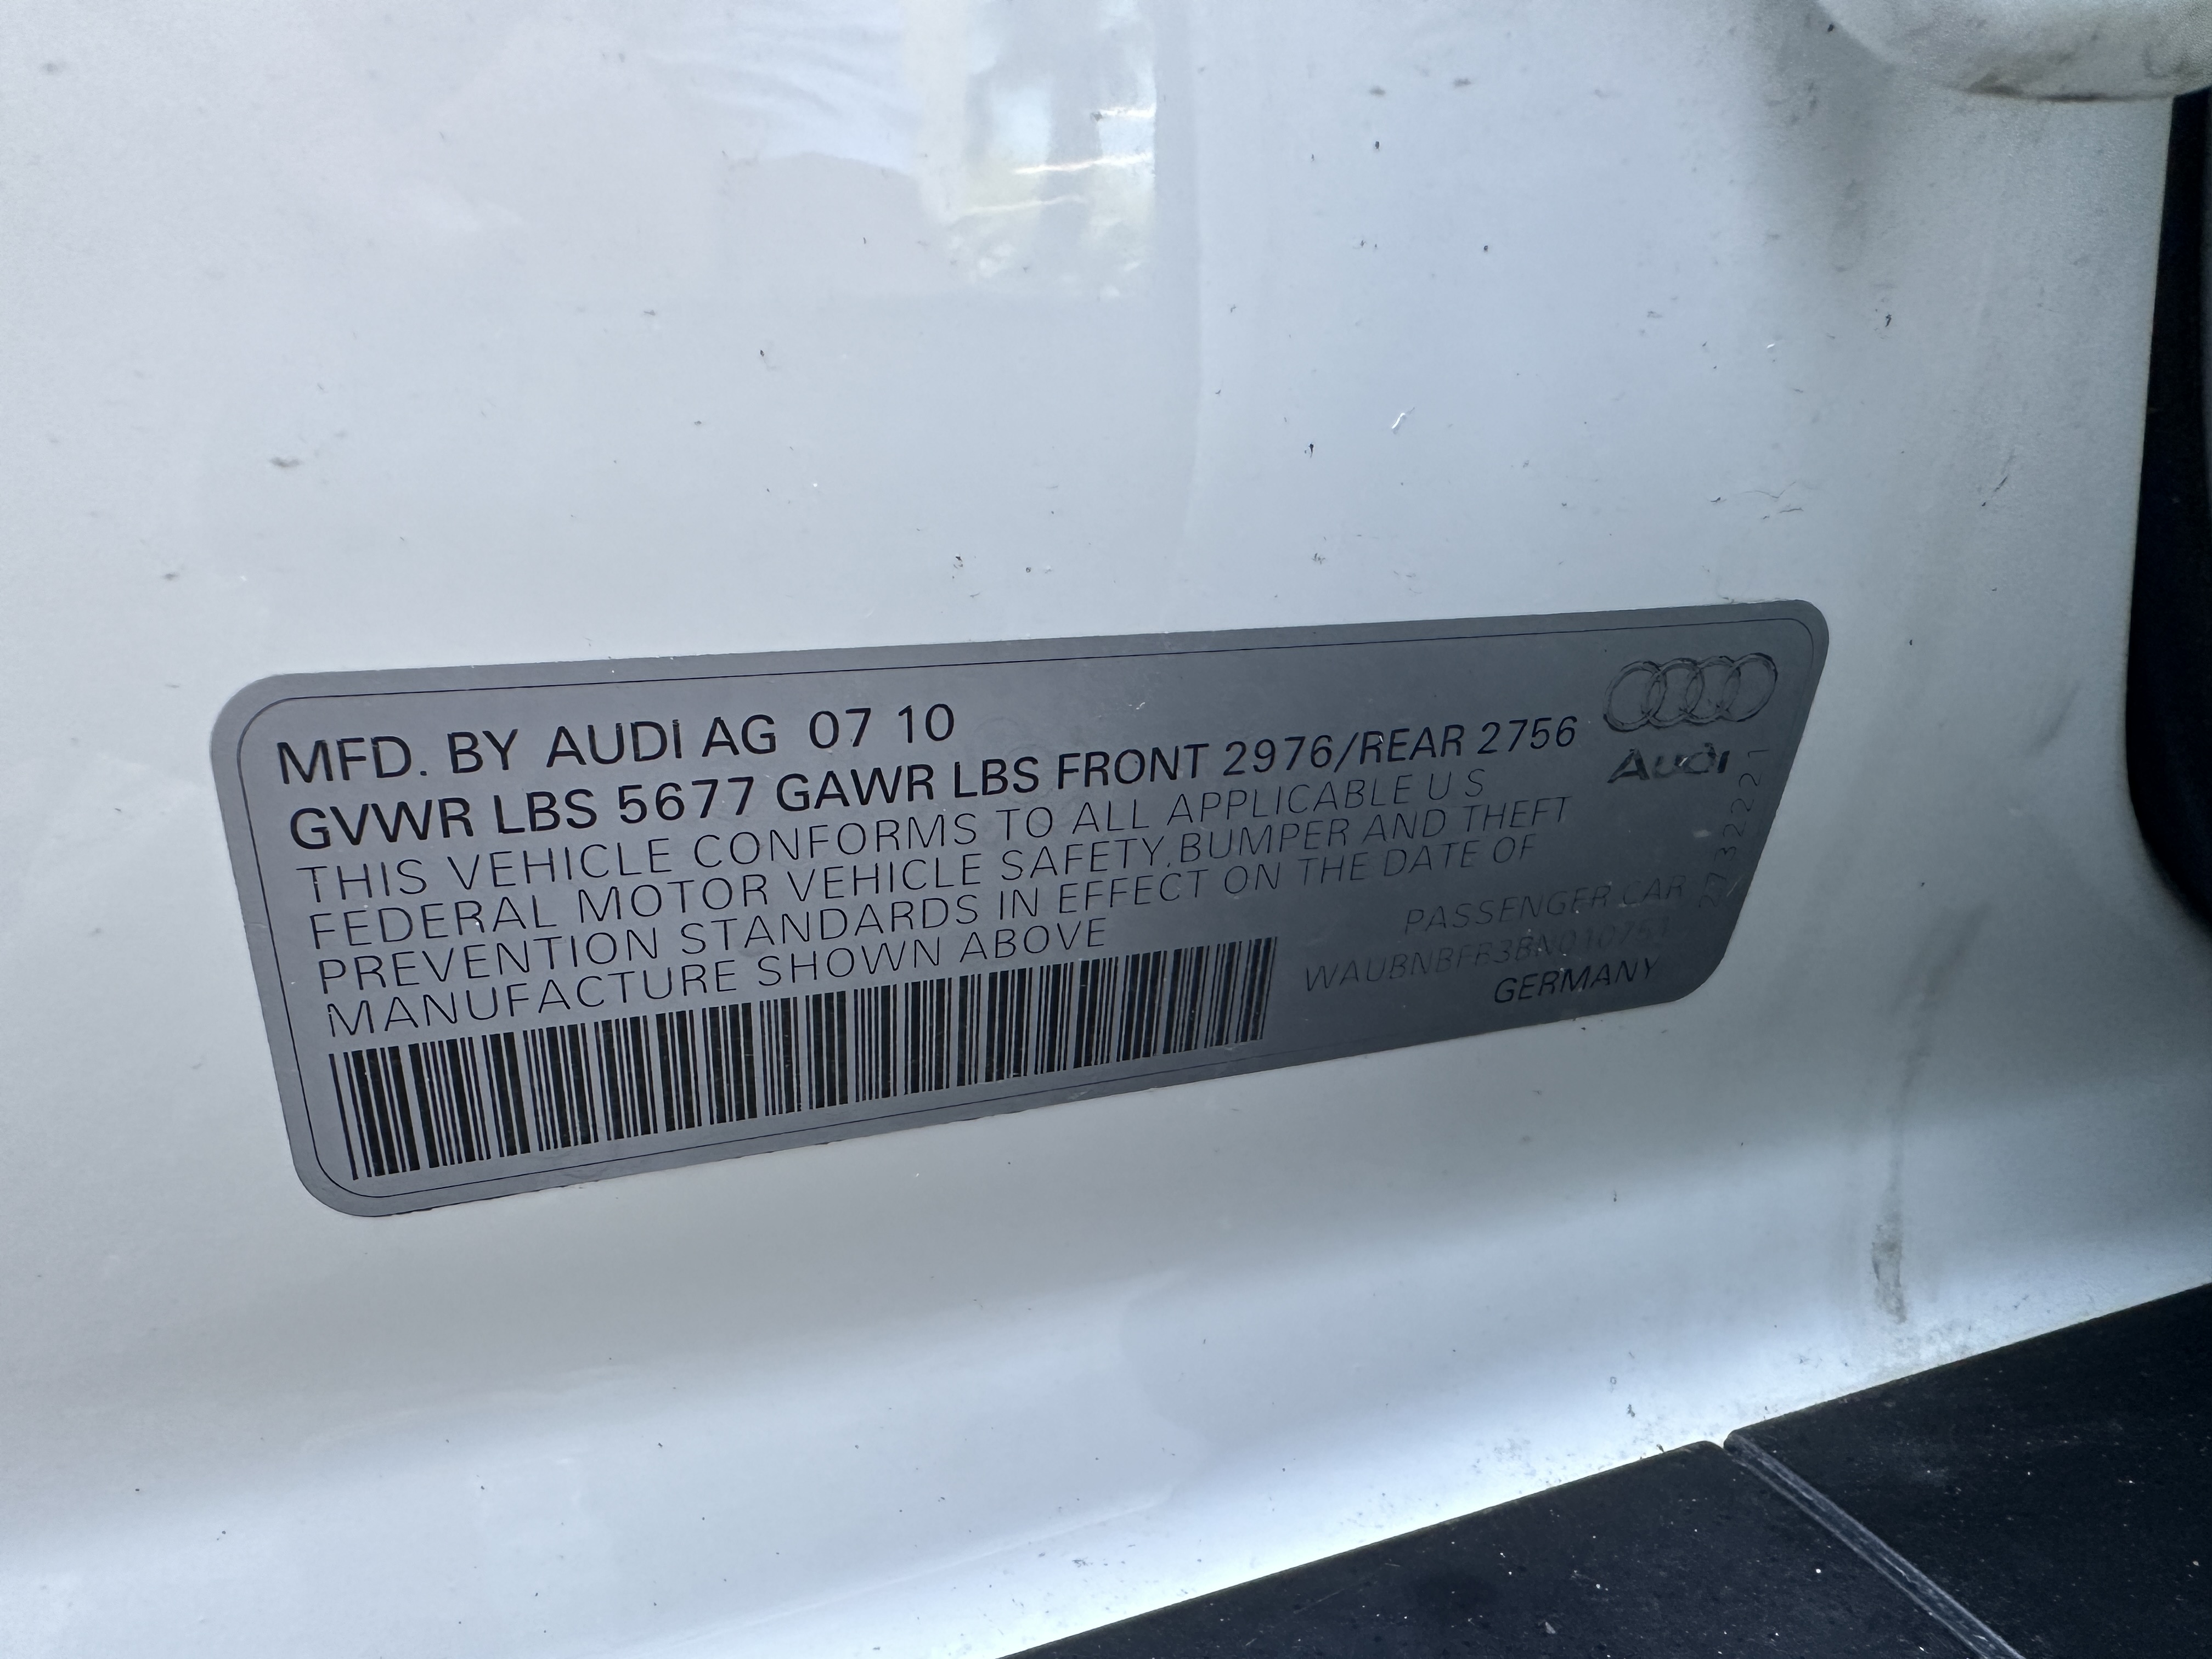 MFD. BY AUDI AG 07 10
GVWR LBS 5677 GAWR LBS FRONT 2976/REAR 2756
THIS VEHICLE CONFORMS TO ALL APPLICABLE U S
FEDERAL MOTOR VEHICLE SAFETY,BUMPER AND THEFT
PREVENTION STANDARDS IN EFFECT ON THE DATE OF
MANUFACTURE SHOWN ABOVE
Audi
PASSENGER CAR
GERMANY